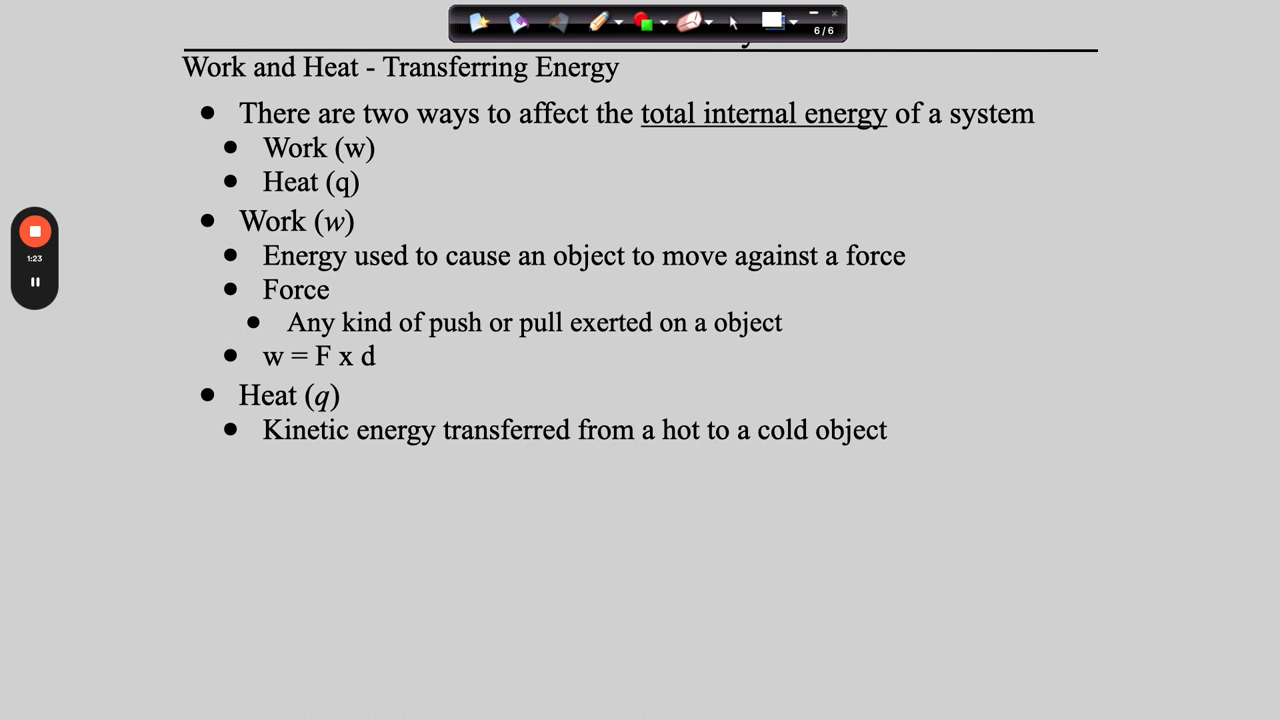 6 / 6
Work and Heat - Transferring Energy
• There are two ways to affect the total internal energy of a system
• Work (w)
• Heat (q)
• Work (w)
• Energy used to cause an object to move against a force
• Force
• Any kind of push or pull exerted on a object
• w = F x d
• Heat (q)
• Kinetic energy transferred from a hot to a cold object
1:23